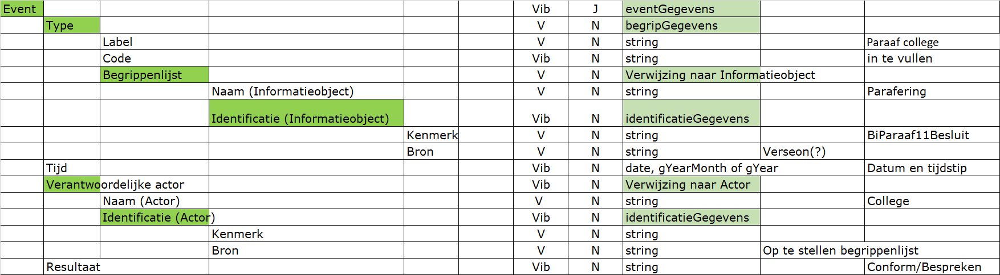 Event Vib J eventGegevens
Type V N begripGegevens
Label V N string Paraaf college
Code Vib N string in te vullen
Begrippenlijst V N Verwijzing naar Informatieobject
Naam (Informatieobject) V N string Parafering
Identificatie (Informatieobject) Vib N identificatieGegevens
Kenmerk V N string BiParaaf11Besluit
Bron V N string Verseon(?)
Tijd Vib N date, gYearMonth of gYear Datum en tijdstip
Verantwoordelijke actor Vib N Verwijzing naar Actor
Naam (Actor) V N string College
Identificatie (Actor) Vib N identificatieGegevens
Kenmerk V N string
Bron V N string Op te stellen begrippenlijst
Resultaat Vib N string Conform/Bespreken